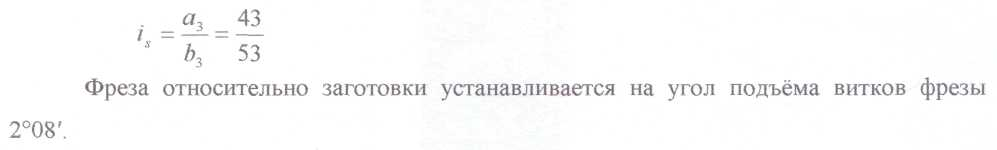 i_s = a_3/b_3 = 43/53
Фреза относительно заготовки устанавливается на угол подъёма витков фрезы
2°08′.